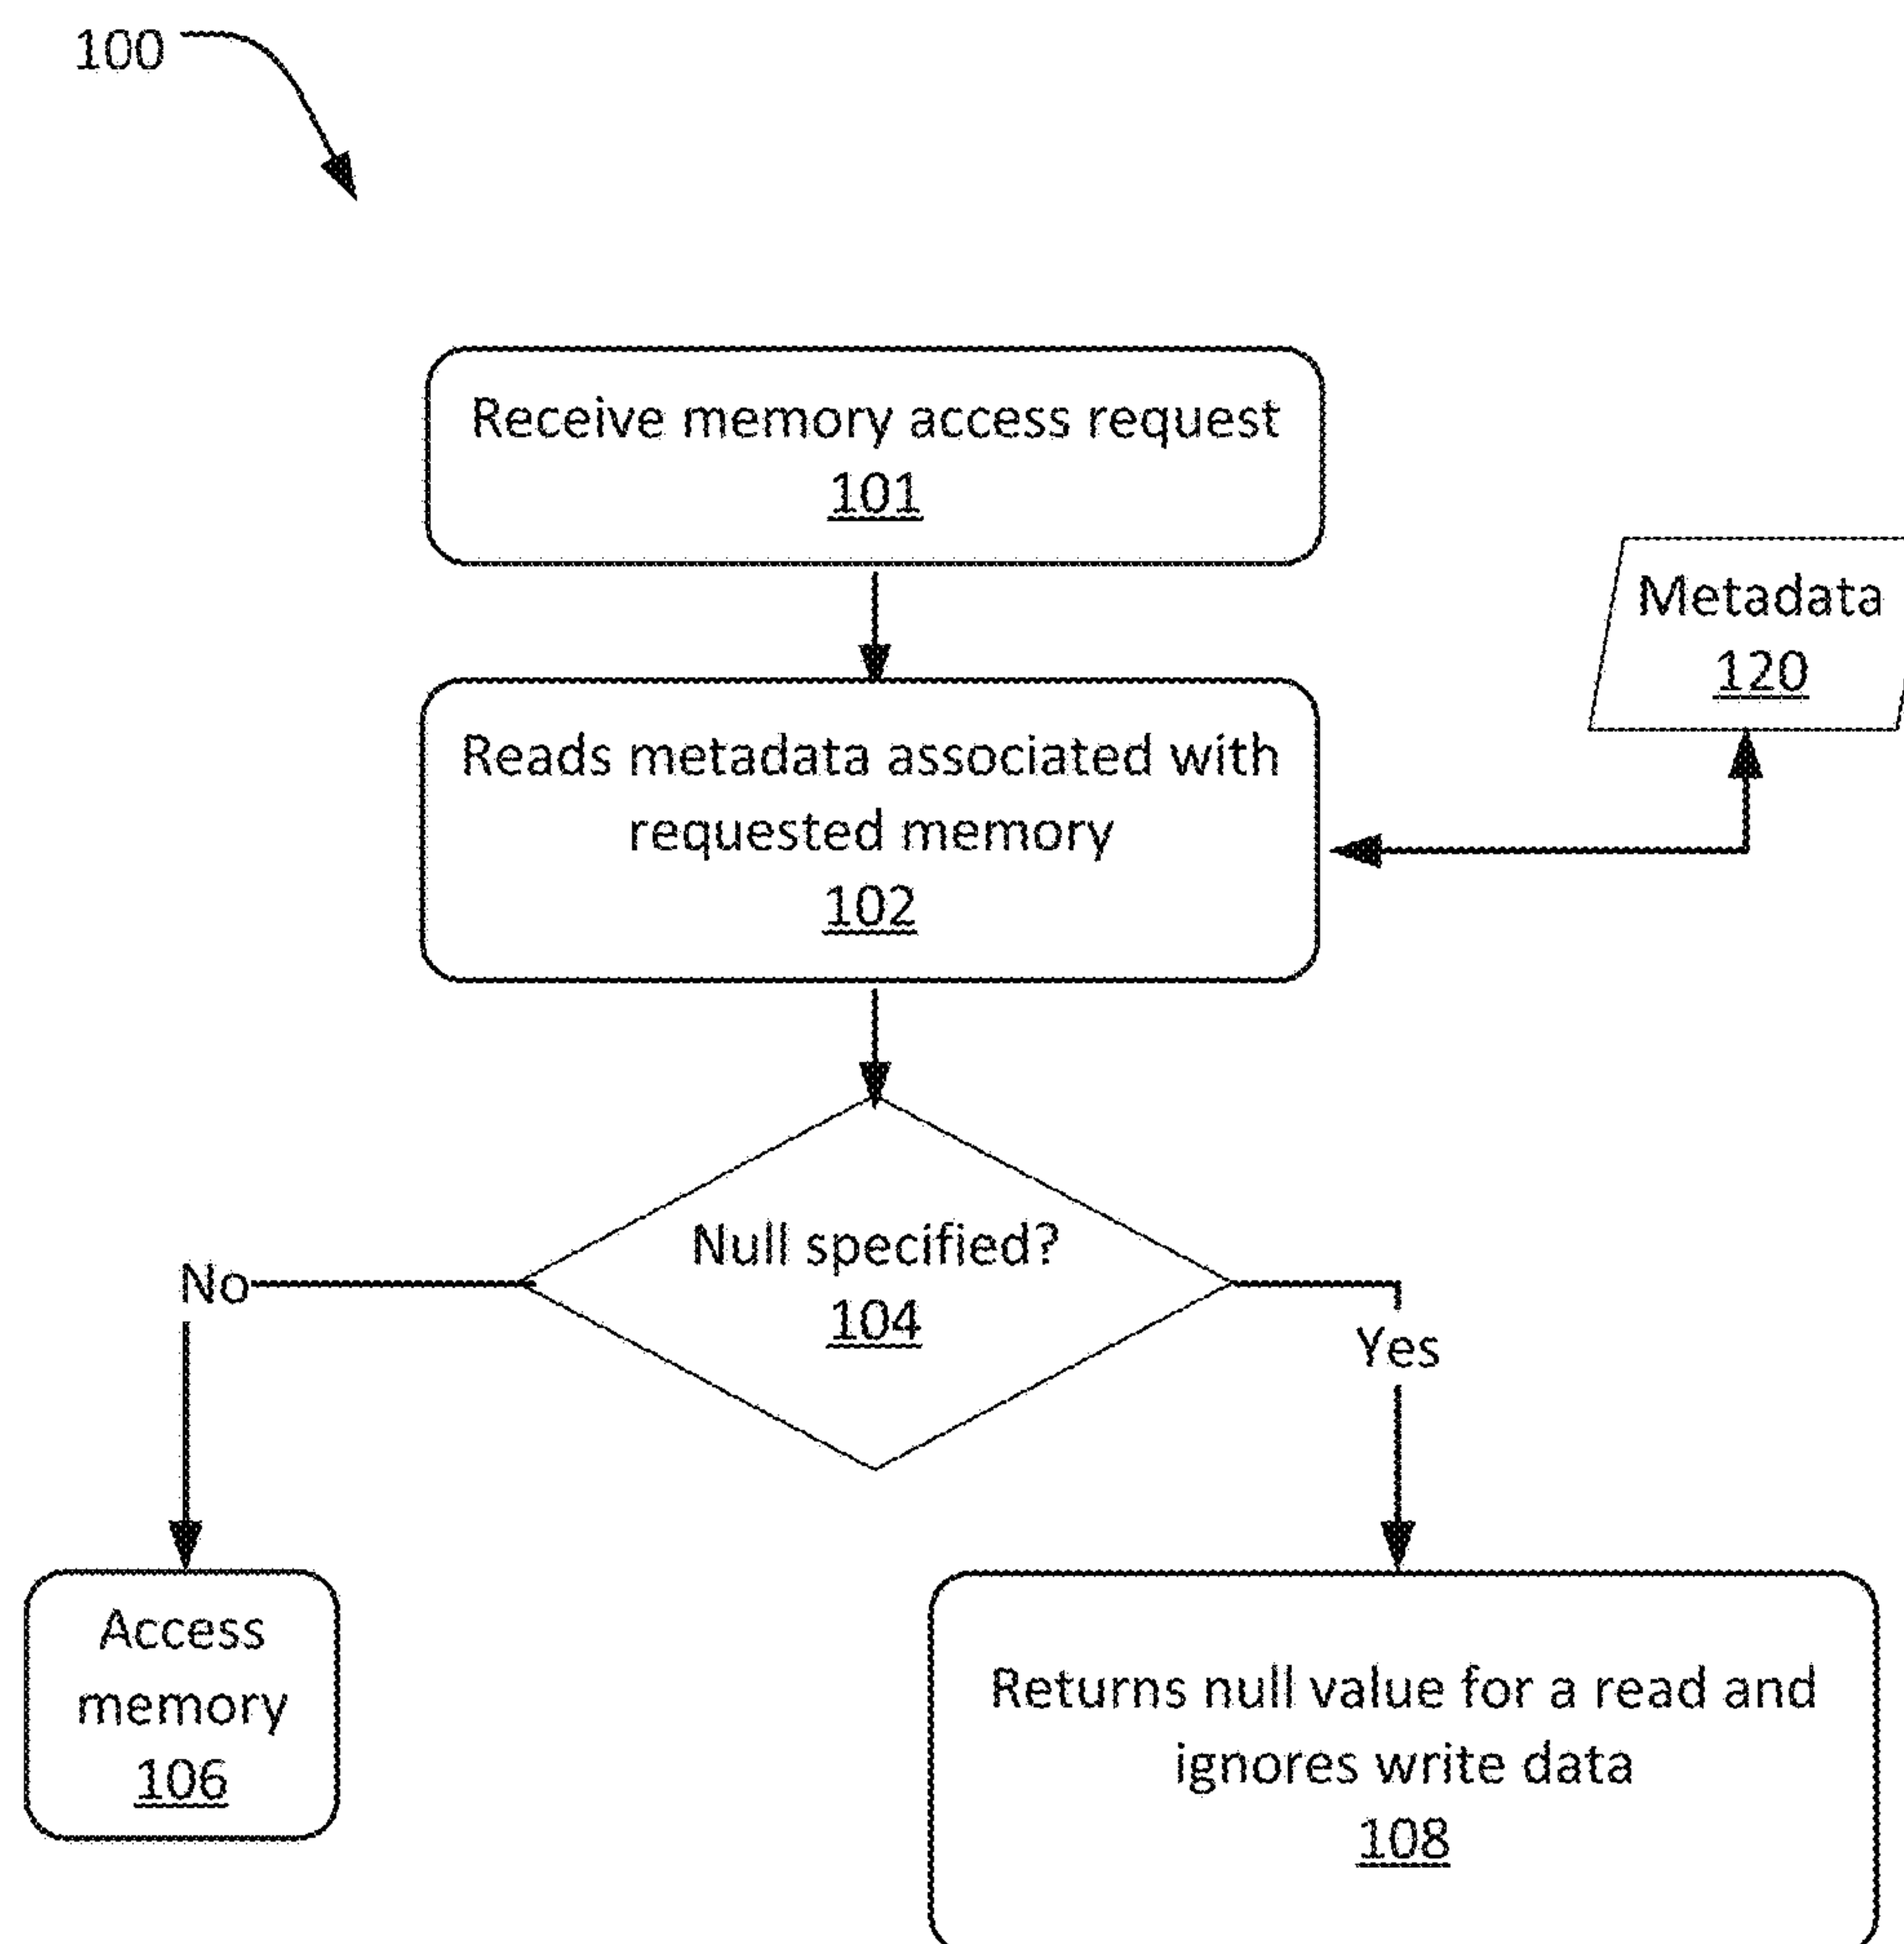 100
Receive memory access request
101
Metadata
120
Reads metadata associated with
requested memory
102
Null specified?
104
No
Yes
Access
memory
106
Returns null value for a read and
ignores write data
108